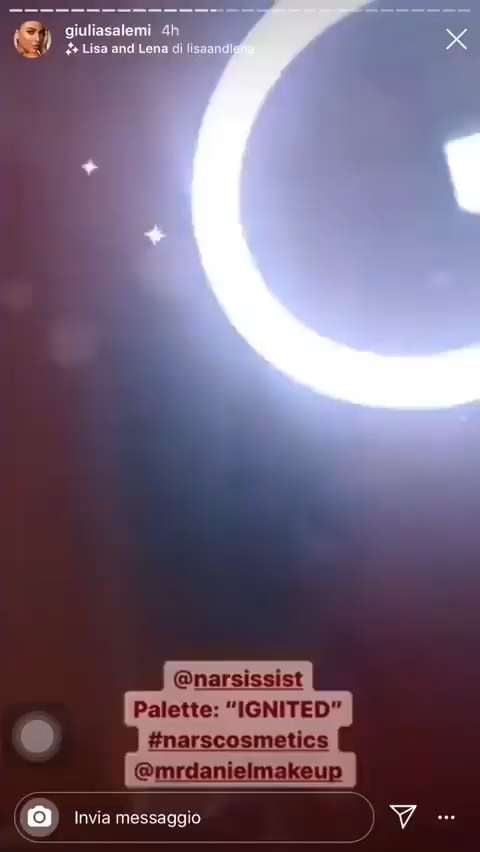 giuliasalemi 4h
Lisa and Lena di lisaandlena
@narsissist
Palette: “IGNITED”
#narscosmetics
@mrdanielmakeup
Invia messaggio